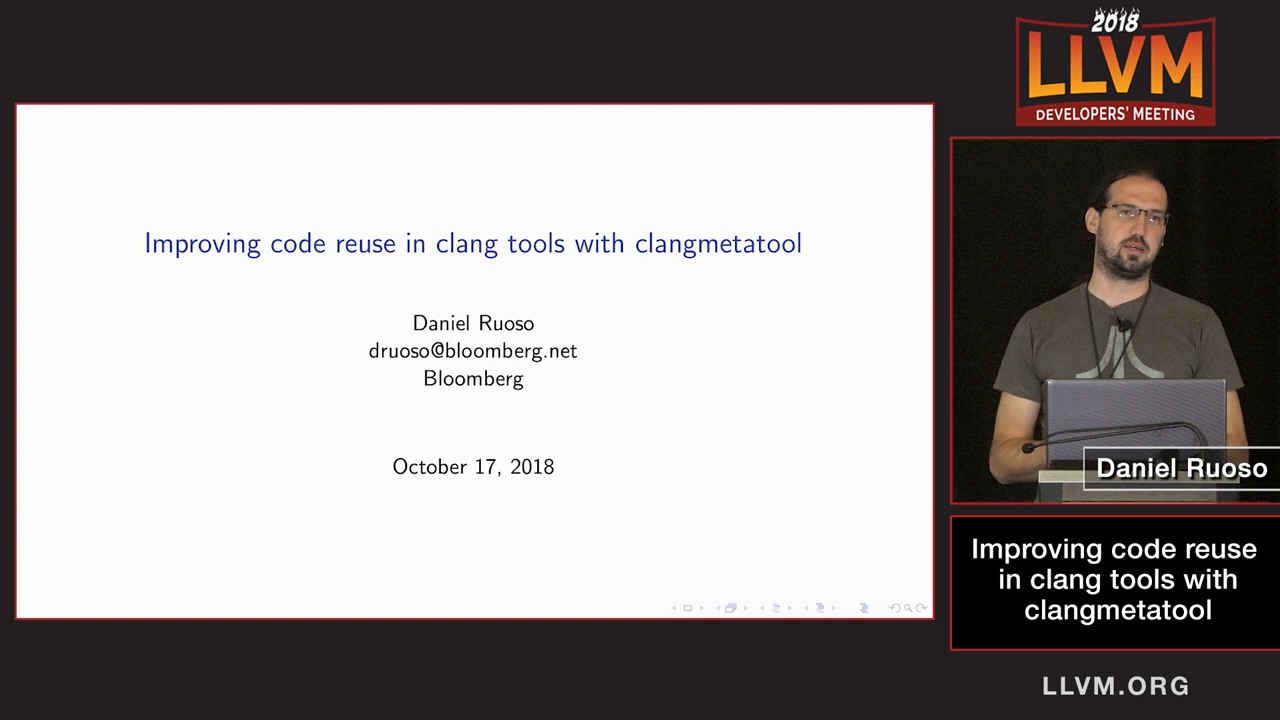 2018
LLVM
DEVELOPERS' MEETING
Improving code reuse in clang tools with clangmetatool
Daniel Ruoso
druoso@bloomberg.net
Bloomberg
October 17, 2018
Daniel Ruoso
Improving code reuse
in clang tools with
clangmetatool
LLVM.ORG